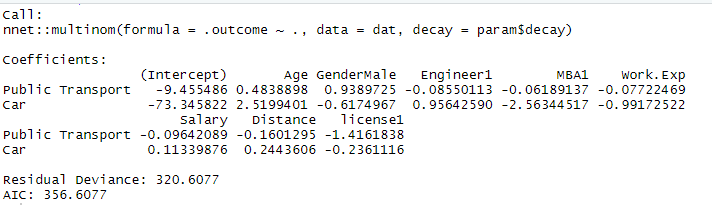 Call:
nnet::multinom(formula = .outcome ~ ., data = dat, decay = param$decay)
Coefficients:
(Intercept) Age GenderMale Engineer1 MBA1 Work.Exp
Public Transport -9.455486 0.4838898 0.9389725 -0.08550113 -0.06189137 -0.07722469
Car -73.345822 2.5199401 -0.6174967 0.95642590 -2.56344517 -0.99172522
Salary Distance license1
Public Transport -0.09642089 -0.1601295 -1.4161838
Car 0.11339876 0.2443606 -0.2361116
Residual Deviance: 320.6077
AIC: 356.6077